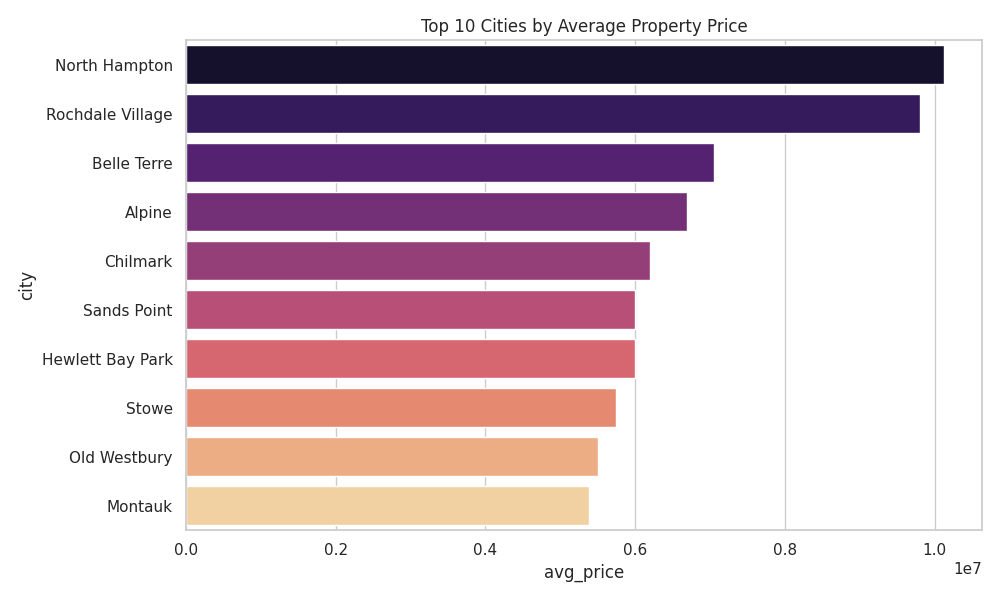 Top 10 Cities by Average Property Price
North Hampton
Rochdale Village
Belle Terre
Alpine
Chilmark
Sands Point
Hewlett Bay Park
Stowe
Old Westbury
Montauk
city
0.0 0.2 0.4 0.6 0.8 1.0
1e7
avg_price